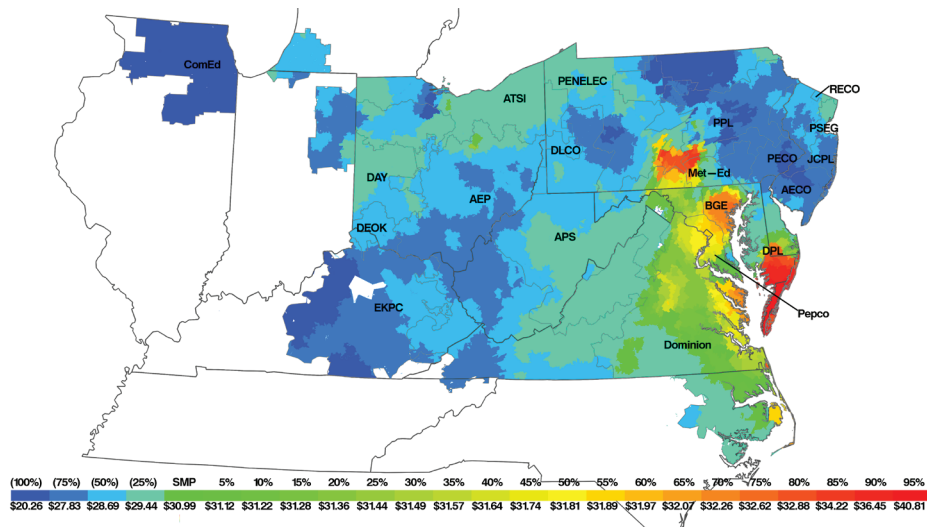 ComEd
PENELEC
RECO
ATSI
PPL
PSEG
DLCO
PECO
JCPL
DAY
Met—Ed
AEP
AECO
BGE
DEOK
APS
DPL
EKPC
Pepco
Dominion
(100%) (75%) (50%) (25%) SMP 5% 10% 15% 20% 25% 30% 35% 40% 45% 50% 55% 60% 65% 70% 75% 80% 85% 90% 95%
$20.26 $27.83 $28.69 $29.44 $30.99 $31.12 $31.22 $31.28 $31.36 $31.44 $31.49 $31.57 $31.64 $31.74 $31.81 $31.89 $31.97 $32.07 $32.26 $32.62 $32.88 $34.22 $36.45 $40.81